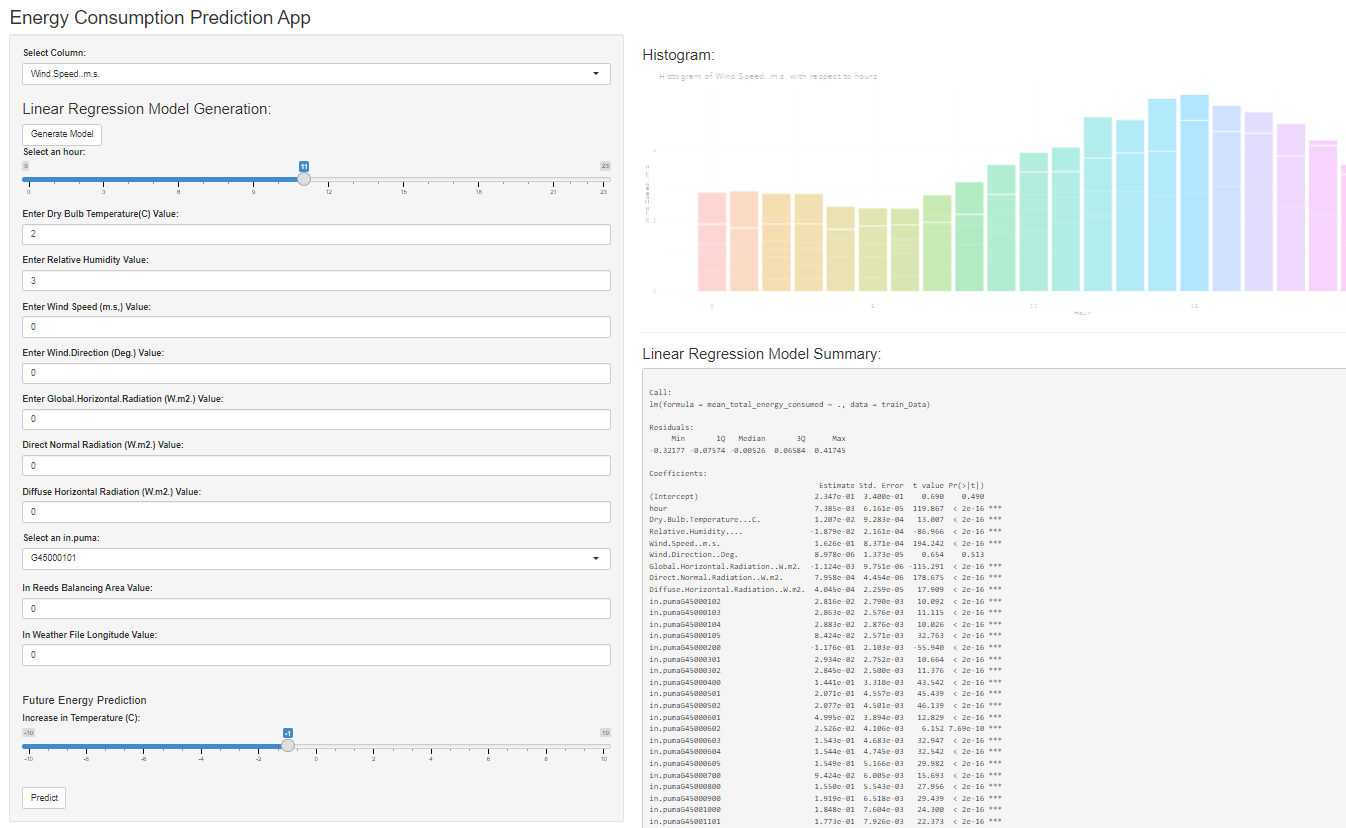 Energy Consumption Prediction App
Select Column:
Wind.Speed..m.s.
Linear Regression Model Generation:
Generate Model
Select an hour:
0 11 23
0 3 6 9 12 15 18 21 23
Enter Dry Bulb Temperature(C) Value:
2
Enter Relative Humidity Value:
3
Enter Wind Speed (m.s,) Value:
0
Enter Wind.Direction (Deg.) Value:
0
Enter Global.Horizontal.Radiation (W.m2.) Value:
0
Direct Normal Radiation (W.m2.) Value:
0
Diffuse Horizontal Radiation (W.m2.) Value:
0
Select an in.puma:
G45000101
In Reeds Balancing Area Value:
0
In Weather File Longitude Value:
0
Future Energy Prediction
Increase in Temperature (C):
-10 -1 10
-10 -8 -6 -4 -2 0 2 4 6 8 10
Predict
Histogram:
Histogram of Wind.Speed..m.s. with respect to hours
Wind.Speed..m.s.
0
0 5 10 15
Hour
Linear Regression Model Summary:
Call:
lm(formula = mean_total_energy_consumed ~ ., data = train_Data)
Residuals:
Min 1Q Median 3Q Max
-0.32177 -0.07574 -0.00526 0.06584 0.41745
Coefficients:
Estimate Std. Error t value Pr(>|t|)
(Intercept) 2.347e-01 3.400e-01 0.690 0.490
hour 7.385e-03 6.161e-05 119.867 < 2e-16 ***
Dry.Bulb.Temperature...C. 1.207e-02 9.283e-04 13.007 < 2e-16 ***
Relative.Humidity.... -1.879e-02 2.161e-04 -86.966 < 2e-16 ***
Wind.Speed..m.s. 1.626e-01 8.371e-04 194.242 < 2e-16 ***
Wind.Direction..Deg. 8.978e-06 1.373e-05 0.654 0.513
Global.Horizontal.Radiation..W.m2. -1.124e-03 9.751e-06 -115.291 < 2e-16 ***
Direct.Normal.Radiation..W.m2. 7.958e-04 4.454e-06 178.675 < 2e-16 ***
Diffuse.Horizontal.Radiation..W.m2. 4.045e-04 2.259e-05 17.909 < 2e-16 ***
in.pumaG45000102 2.816e-02 2.790e-03 10.092 < 2e-16 ***
in.pumaG45000103 2.863e-02 2.576e-03 11.115 < 2e-16 ***
in.pumaG45000104 2.883e-02 2.876e-03 10.026 < 2e-16 ***
in.pumaG45000105 8.424e-02 2.571e-03 32.763 < 2e-16 ***
in.pumaG45000200 -1.176e-01 2.103e-03 -55.940 < 2e-16 ***
in.pumaG45000301 2.934e-02 2.752e-03 10.664 < 2e-16 ***
in.pumaG45000302 2.845e-02 2.500e-03 11.376 < 2e-16 ***
in.pumaG45000400 1.441e-01 3.310e-03 43.542 < 2e-16 ***
in.pumaG45000501 2.071e-01 4.557e-03 45.439 < 2e-16 ***
in.pumaG45000502 2.077e-01 4.501e-03 46.139 < 2e-16 ***
in.pumaG45000601 4.995e-02 3.894e-03 12.829 < 2e-16 ***
in.pumaG45000602 2.526e-02 4.106e-03 6.152 7.69e-10 ***
in.pumaG45000603 1.543e-01 4.683e-03 32.947 < 2e-16 ***
in.pumaG45000604 1.544e-01 4.745e-03 32.542 < 2e-16 ***
in.pumaG45000605 1.549e-01 5.166e-03 29.982 < 2e-16 ***
in.pumaG45000700 9.424e-02 6.005e-03 15.693 < 2e-16 ***
in.pumaG45000800 1.550e-01 5.543e-03 27.956 < 2e-16 ***
in.pumaG45000900 1.919e-01 6.518e-03 29.439 < 2e-16 ***
in.pumaG45001000 1.848e-01 7.604e-03 24.300 < 2e-16 ***
in.pumaG45001101 1.773e-01 7.926e-03 22.373 < 2e-16 ***